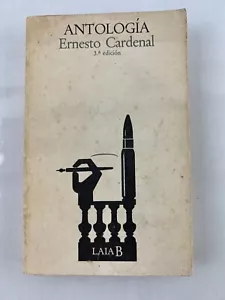 ANTOLOGÍA
Ernesto Cardenal
3.ª edición
LAIA B